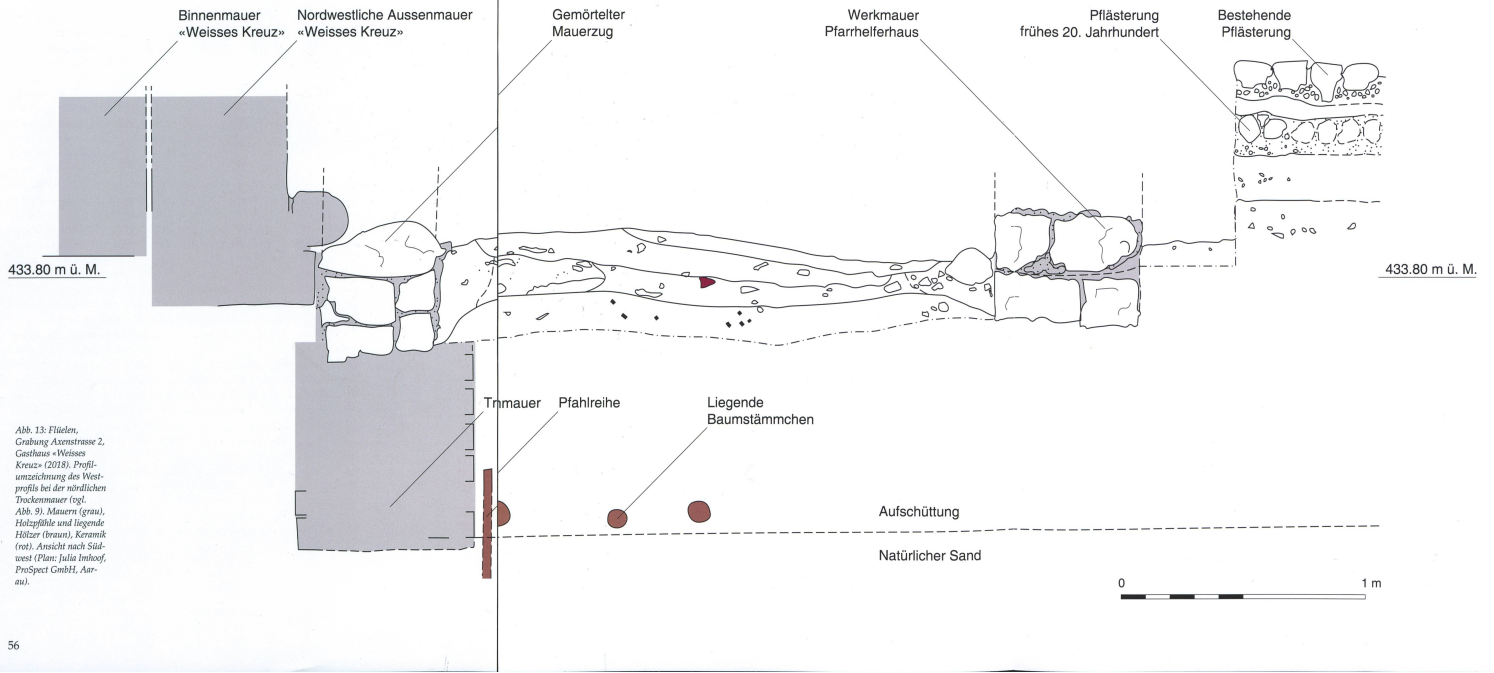 Binnenmauer
«Weisses Kreuz»
Nordwestliche Aussenmauer
«Weisses Kreuz»
Gemörtelter
Mauerzug
Werkmauer
Pfarrhelferhaus
Pflästerung
frühes 20. Jahrhundert
Bestehende
Pflästerung
433.80 m ü. M.
433.80 m ü. M.
Pfahlreihe
Liegende
Baumstämmchen
Aufschüttung
Natürlicher Sand
0
1 m
Abb. 13: Flüelen,
Grabung Axenstrasse 2,
Gasthaus «Weisses
Kreuz» (2018). Profil-
umzeichnung des West-
profils bei der nördlichen
Trockenmauer (vgl.
Abb. 9). Mauern (grau),
Holzpfähle und liegende
Hölzer (braun), Keramik
(rot). Ansicht nach Süd-
west (Plan: Julia Imhoof,
ProSpect GmbH, Aar-
au).
56